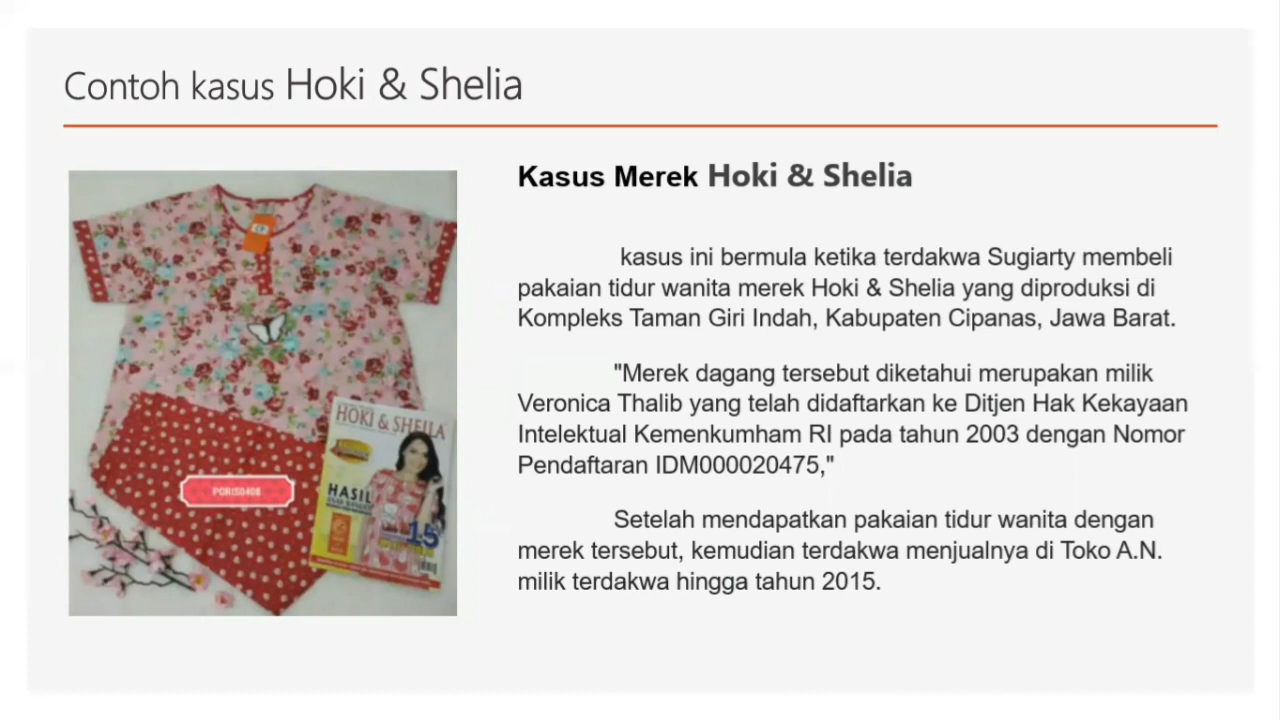 Contoh kasus Hoki & Shelia
Kasus Merek Hoki & Shelia
kasus ini bermula ketika terdakwa Sugiarty membeli
pakaian tidur wanita merek Hoki & Shelia yang diproduksi di
Kompleks Taman Giri Indah, Kabupaten Cipanas, Jawa Barat.
"Merek dagang tersebut diketahui merupakan milik
Veronica Thalib yang telah didaftarkan ke Ditjen Hak Kekayaan
Intelektual Kemenkumham RI pada tahun 2003 dengan Nomor
Pendaftaran IDM000020475,"
Setelah mendapatkan pakaian tidur wanita dengan
merek tersebut, kemudian terdakwa menjualnya di Toko A.N.
milik terdakwa hingga tahun 2015.
HOKI & SHEILA
HASIL
15